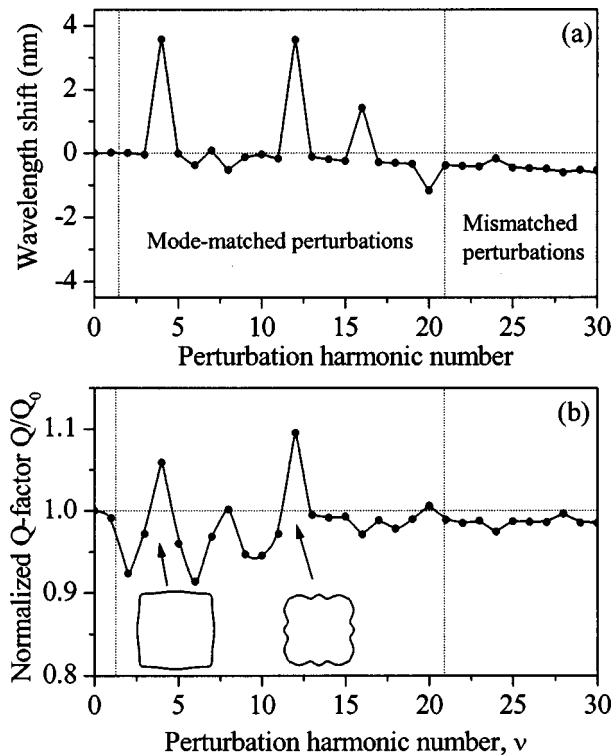 (a)
Wavelength shift (nm)
4
2
0
-2
-4
Mode-matched perturbations
Mismatched
perturbations
0 5 10 15 20 25 30
Perturbation harmonic number
(b)
Normalized Q-factor Q/Q₀
1.1
1.0
0.9
0.8
0 5 10 15 20 25 30
Perturbation harmonic number, ν